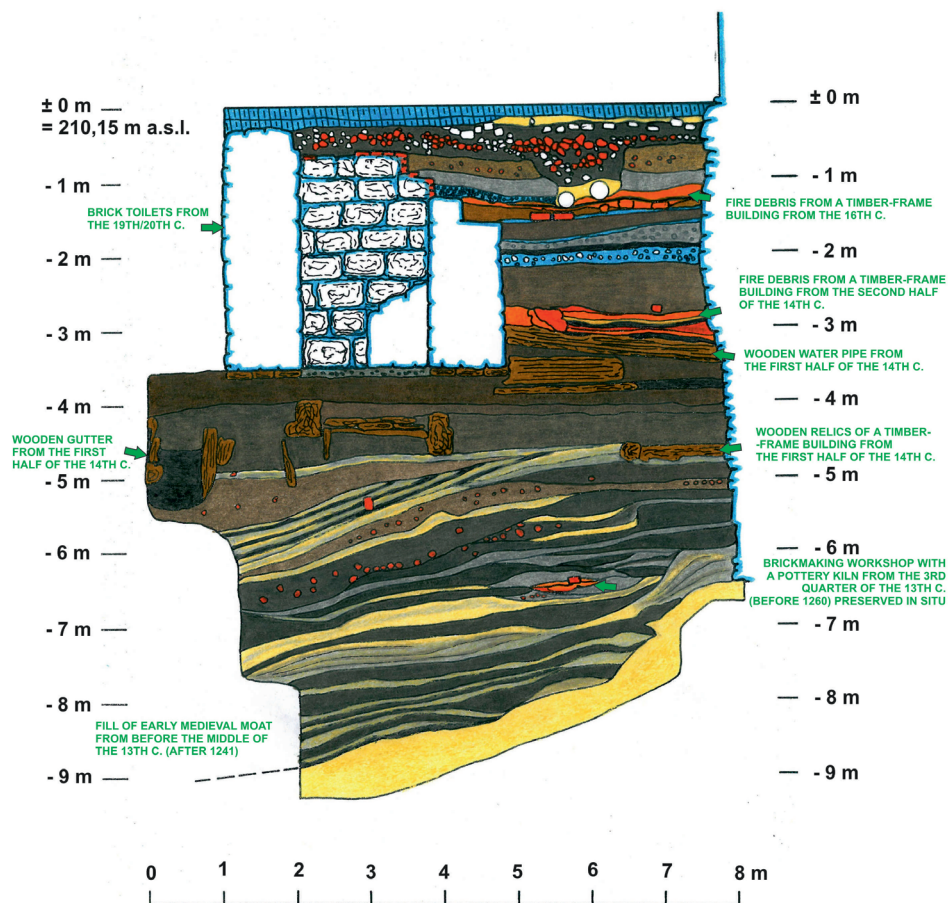 ± 0 m
= 210,15 m a.s.l.
- 1 m
BRICK TOILETS FROM
THE 19TH/20TH C.
- 2 m
- 3 m
- 4 m
WOODEN GUTTER
FROM THE FIRST
HALF OF THE 14TH C.
- 5 m
- 6 m
- 7 m
- 8 m
FILL OF EARLY MEDIEVAL MOAT
FROM BEFORE THE MIDDLE OF
THE 13TH C. (AFTER 1241)
- 9 m
± 0 m
- 1 m
FIRE DEBRIS FROM A TIMBER-FRAME
BUILDING FROM THE 16TH C.
- 2 m
FIRE DEBRIS FROM A TIMBER-FRAME
BUILDING FROM THE SECOND HALF
OF THE 14TH C.
- 3 m
WOODEN WATER PIPE FROM
THE FIRST HALF OF THE 14TH C.
- 4 m
WOODEN RELICS OF A TIMBER-
-FRAME BUILDING FROM
THE FIRST HALF OF THE 14TH C.
- 5 m
- 6 m
BRICKMAKING WORKSHOP WITH
A POTTERY KILN FROM THE 3RD
QUARTER OF THE 13TH C.
(BEFORE 1260) PRESERVED IN SITU
- 7 m
- 8 m
- 9 m
0 1 2 3 4 5 6 7 8 m